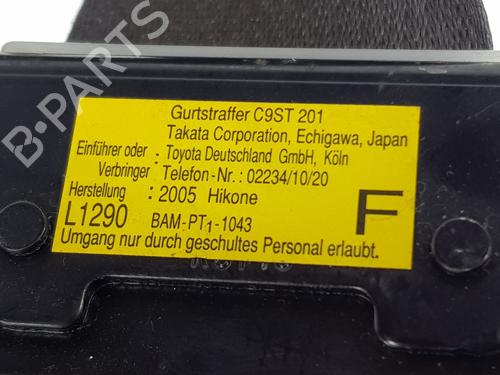 Gurtstraffer C9ST 201
Takata Corporation, Echigawa, Japan
Einführer oder : Toyota Deutschland GmbH, Köln
Verbringer Telefon-Nr.: 02234/10/20
Herstellung : 2005 Hikone
L1290 BAM-PT1-1043 F
Umgang nur durch geschultes Personal erlaubt.
B-PARTS